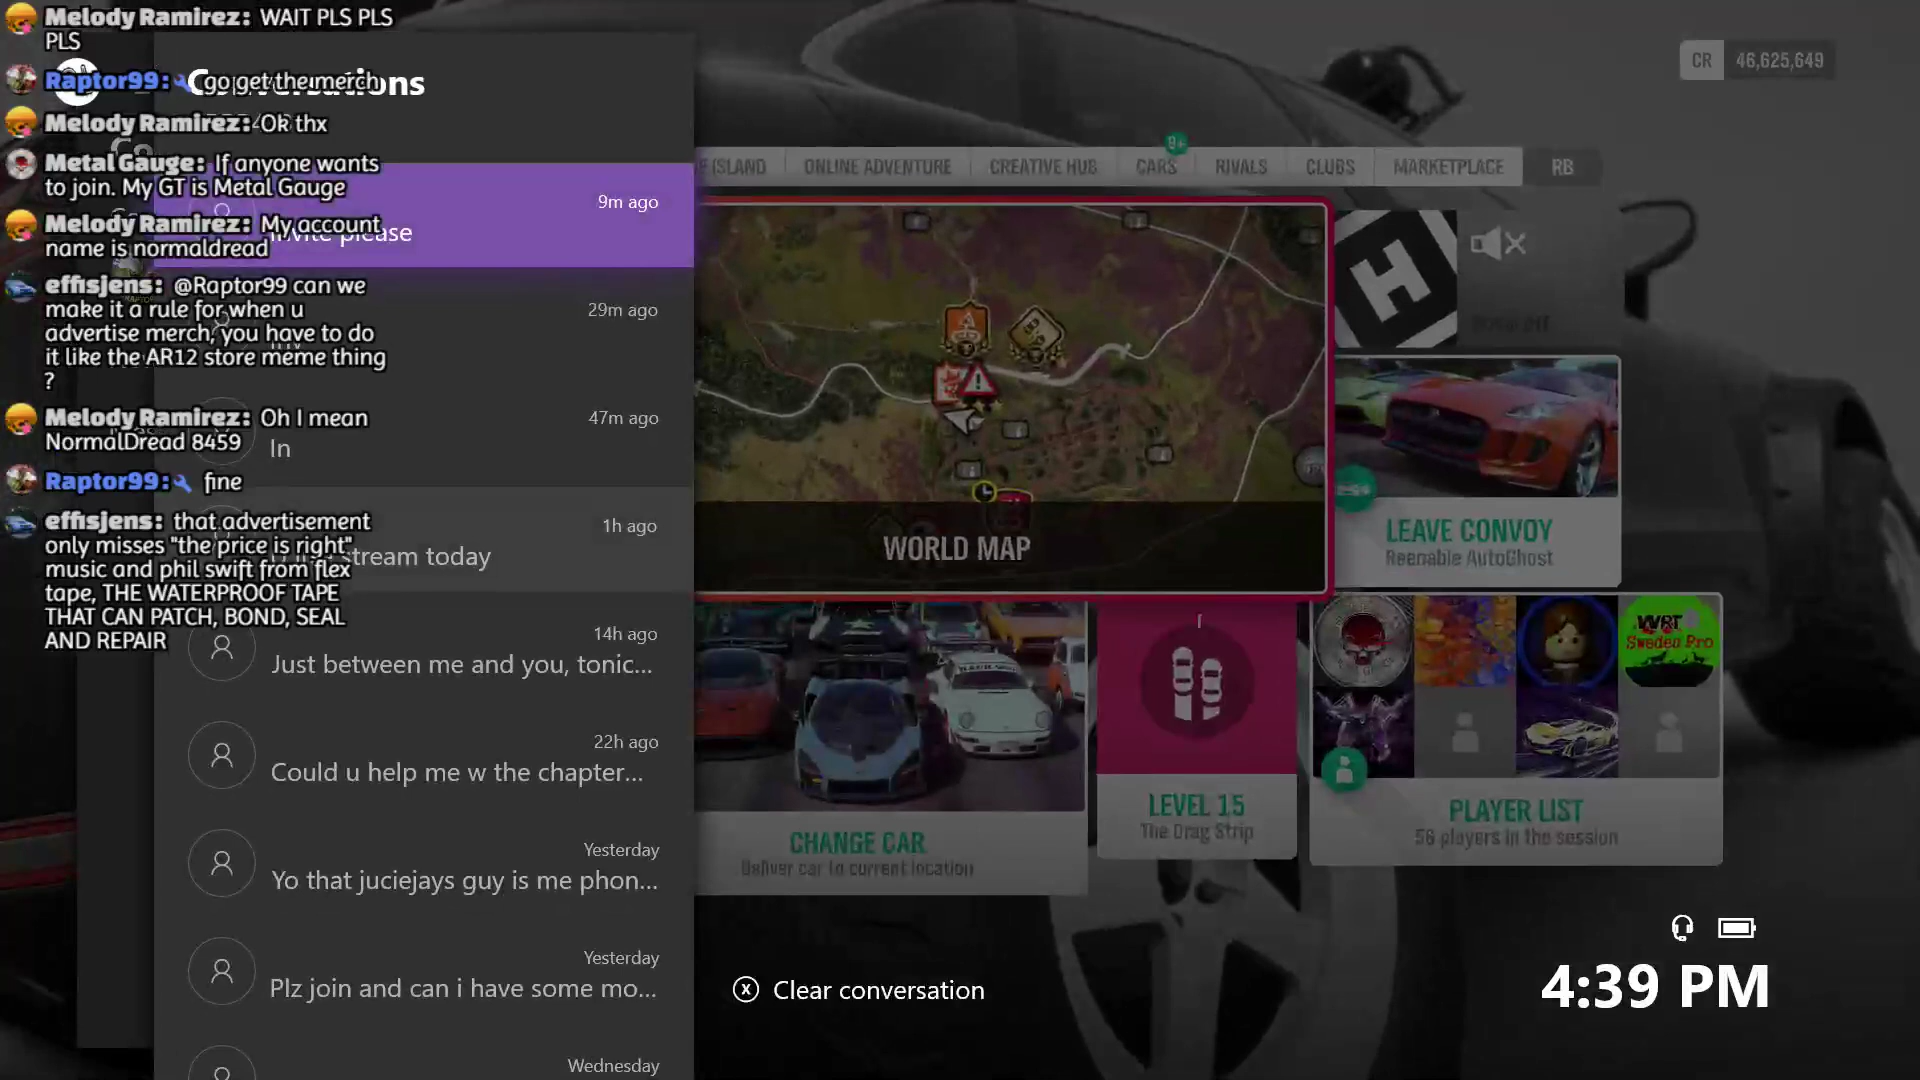 Melody Ramirez: WAIT PLS PLS
PLS
Raptor99: go get the merch
Conversations
Melody Ramirez: Ok thx
Metal Gauge: If anyone wants
to join. My GT is Metal Gauge
Melody Ramirez: My account
name is normaldread
effisjens: @Raptor99 can we
make it a rule for when u
advertise merch, you have to do
it like the AR12 store meme thing
?
Melody Ramirez: Oh I mean
NormalDread 8459
Raptor99: fine
effisjens: that advertisement
only misses "the price is right"
music and phil swift from flex
tape, THE WATERPROOF TAPE
THAT CAN PATCH, BOND, SEAL
AND REPAIR
9m ago
invite please
29m ago
47m ago
In
1h ago
stream today
14h ago
Just between me and you, tonic...
22h ago
Could u help me w the chapter...
Yesterday
Yo that juciejays guy is me phon...
Yesterday
Plz join and can i have some mo...
Wednesday
CR 46,625,649
ISLAND ONLINE ADVENTURE CREATIVE HUB CARS 9+ RIVALS CLUBS MARKETPLACE RB
WORLD MAP
H
LEAVE CONVOY
Reenable AutoGhost
CHANGE CAR
Deliver car to current location
LEVEL 15
The Drag Strip
WRT
Sweden Pro
PLAYER LIST
58 players in the session
X Clear conversation
4:39 PM